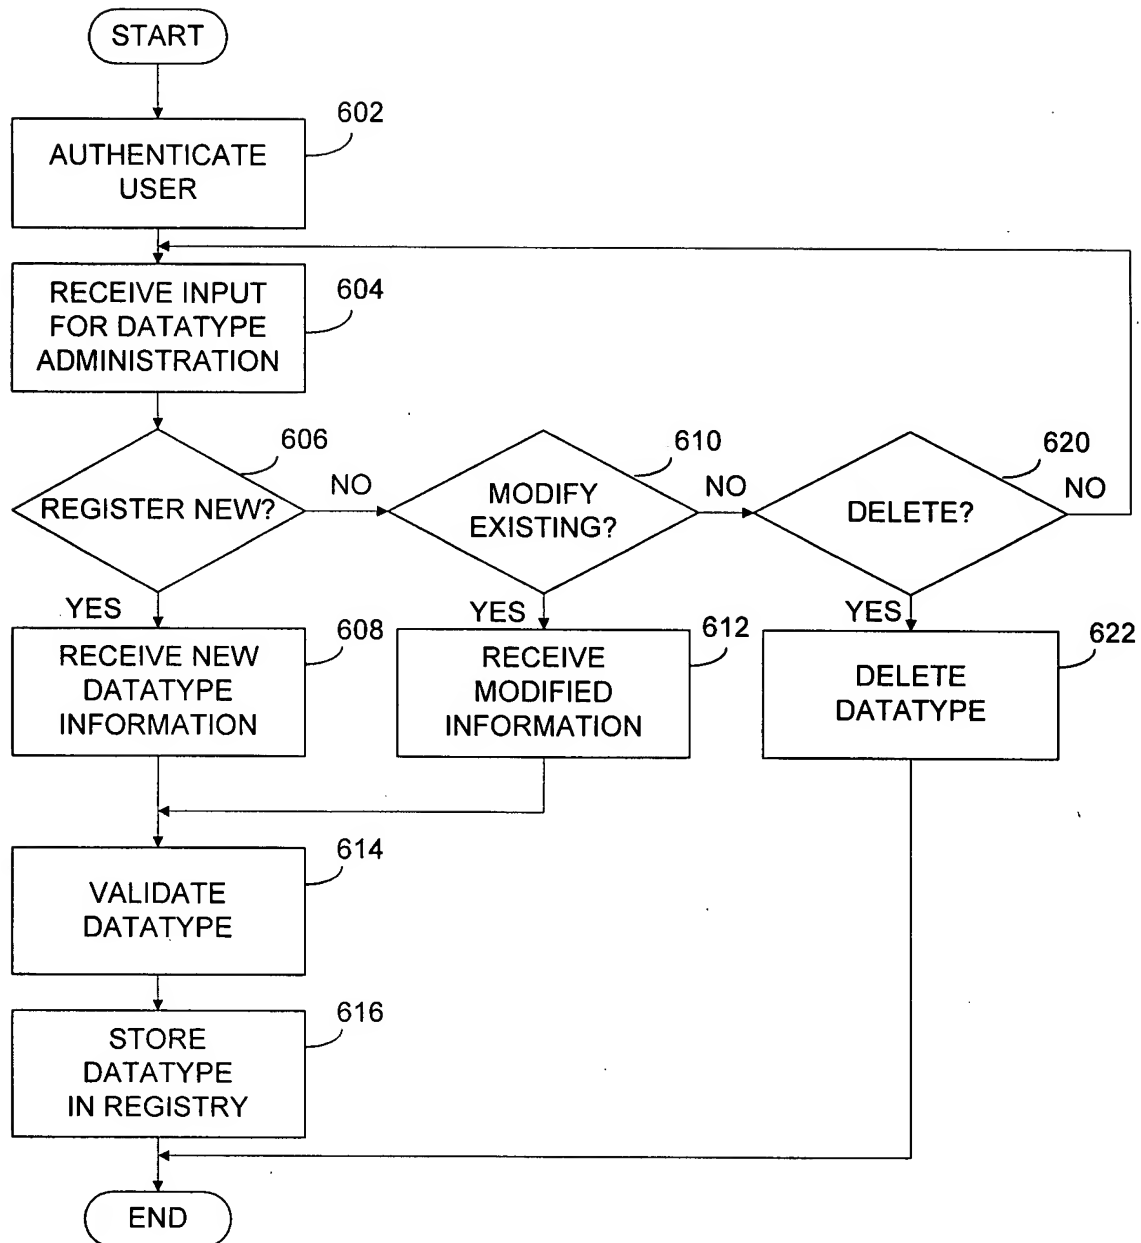 START
602
AUTHENTICATE
USER
604
RECEIVE INPUT
FOR DATATYPE
ADMINISTRATION
606
REGISTER NEW?
NO
610
MODIFY
EXISTING?
NO
620
DELETE?
NO
YES
608
RECEIVE NEW
DATATYPE
INFORMATION
YES
612
RECEIVE
MODIFIED
INFORMATION
YES
622
DELETE
DATATYPE
614
VALIDATE
DATATYPE
616
STORE
DATATYPE
IN REGISTRY
END